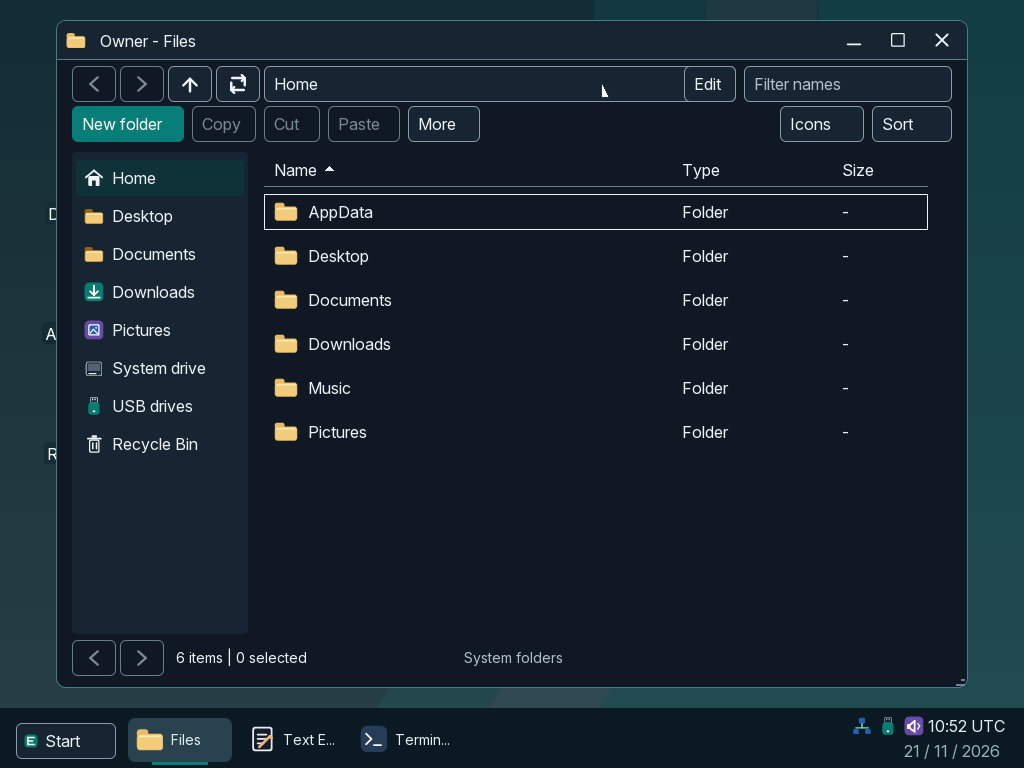 Owner - Files
Home
Edit
Filter names
New folder
Copy
Cut
Paste
More
Icons
Sort
Home
Desktop
Documents
Downloads
Pictures
System drive
USB drives
Recycle Bin
Name Type Size
AppData Folder -
Desktop Folder -
Documents Folder -
Downloads Folder -
Music Folder -
Pictures Folder -
6 items | 0 selected
System folders
D
A
R
Start
Files
Text E...
Termin...
10:52 UTC
21 / 11 / 2026